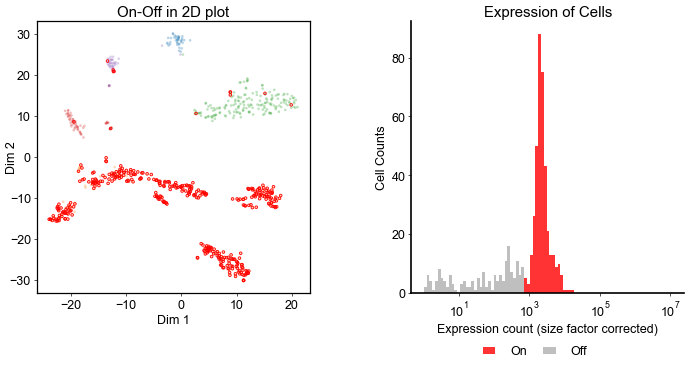 On-Off in 2D plot
Expression of Cells
30
20
10
0
−10
−20
−30
Dim 2
−20 −10 0 10 20
Dim 1
80
60
40
20
0
Cell Counts
10^1 10^3 10^5 10^7
Expression count (size factor corrected)
On Off